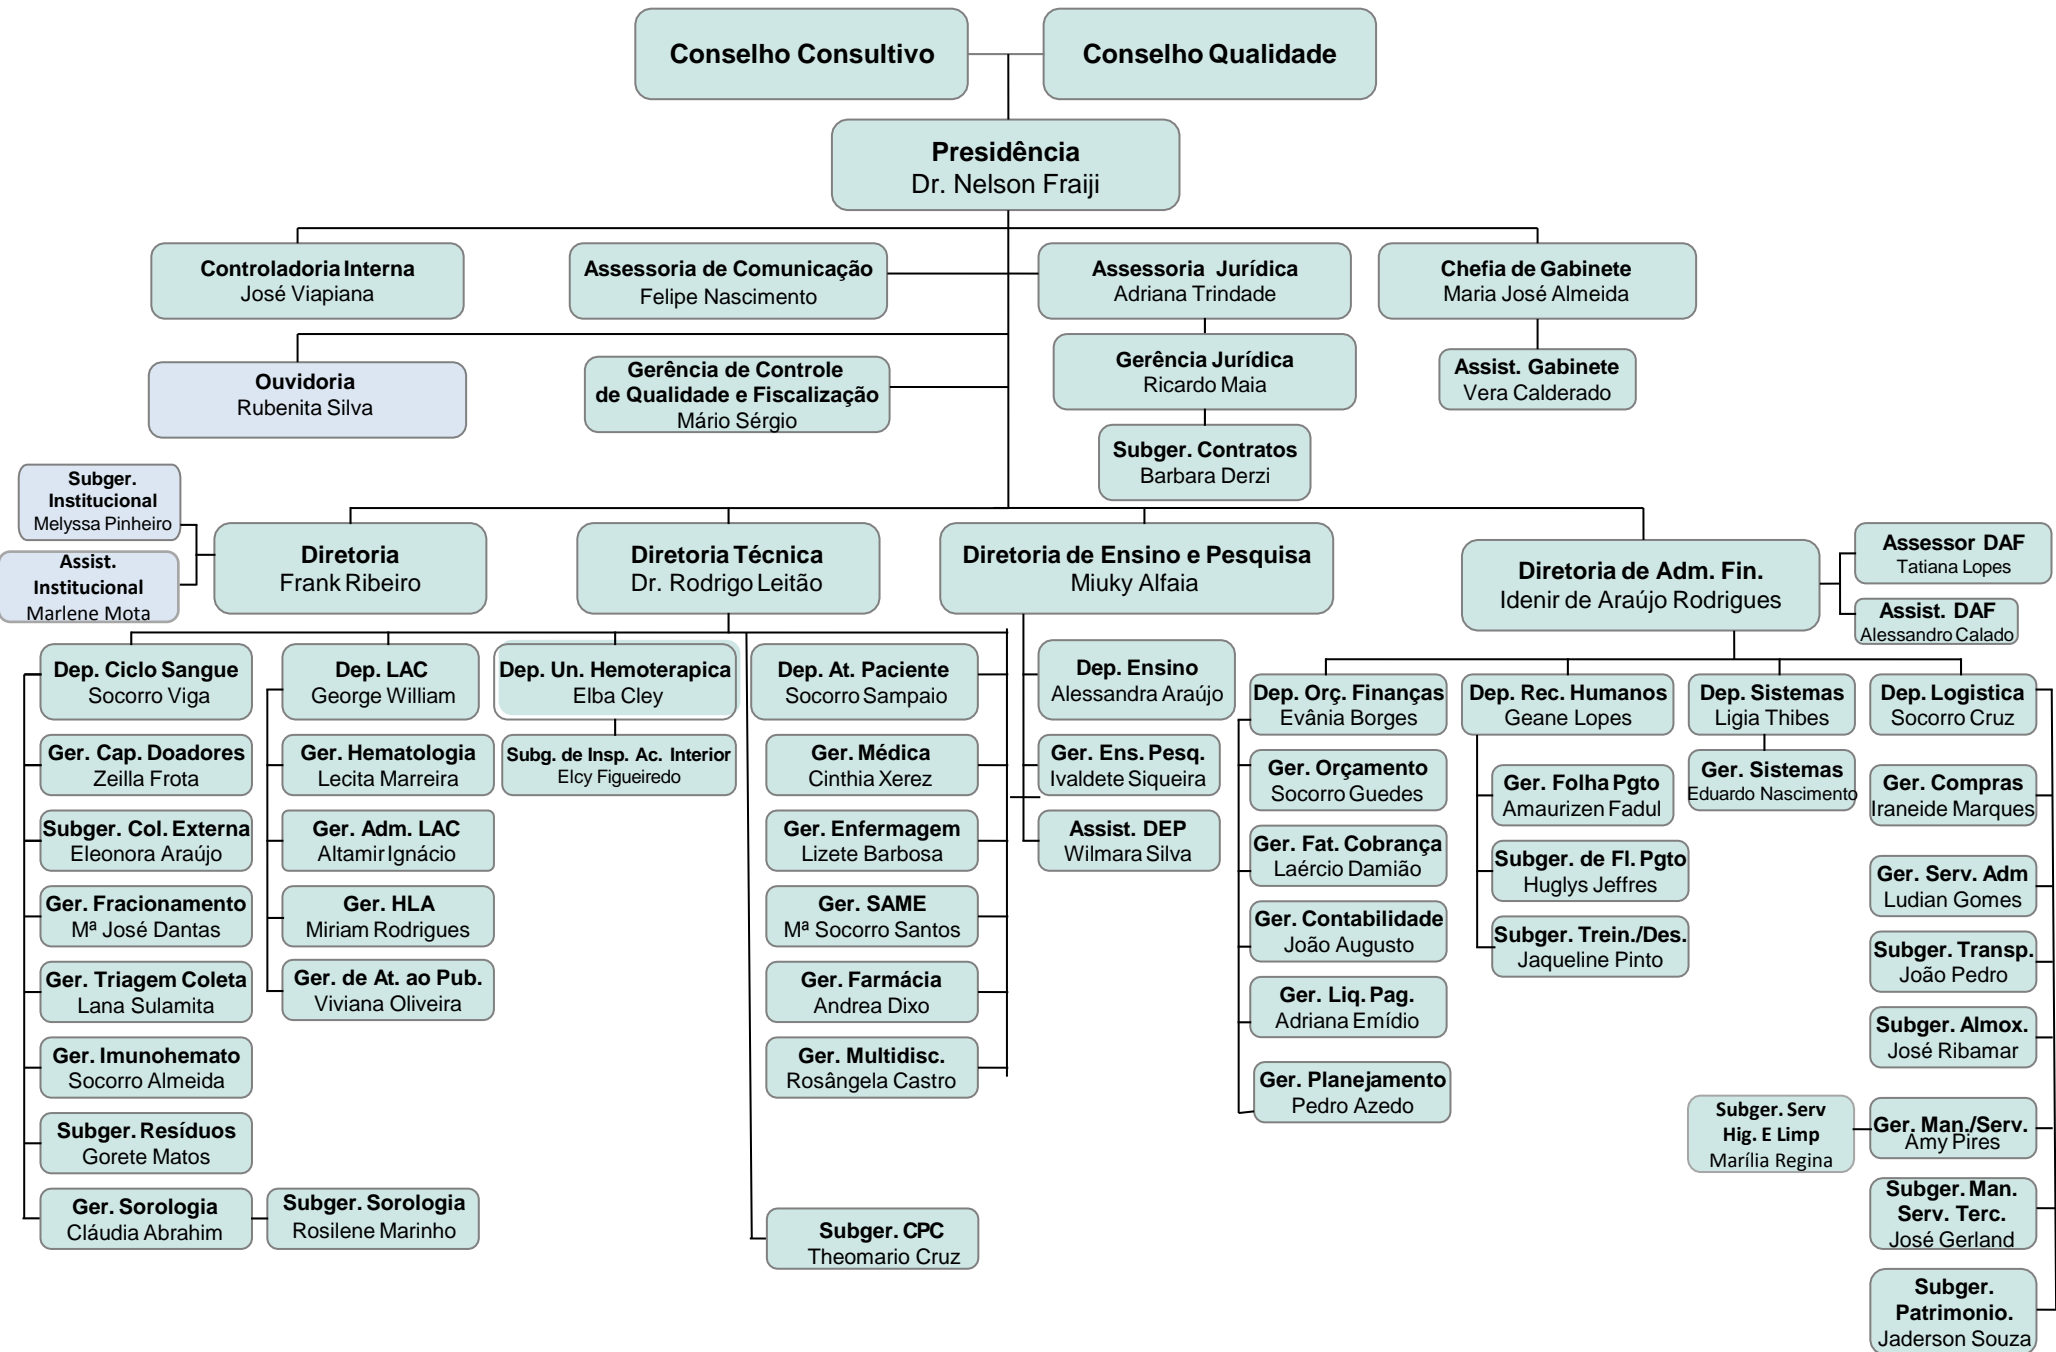 Conselho Consultivo
Conselho Qualidade
Presidência
Dr. Nelson Fraiji
Controladoria Interna
José Viapiana
Assessoria de Comunicação
Felipe Nascimento
Assessoria Jurídica
Adriana Trindade
Chefia de Gabinete
Maria José Almeida
Ouvidoria
Rubenita Silva
Gerência de Controle
de Qualidade e Fiscalização
Mário Sérgio
Gerência Jurídica
Ricardo Maia
Assist. Gabinete
Vera Calderado
Subger. Contratos
Barbara Derzi
Subger.
Institucional
Melyssa Pinheiro
Assist.
Institucional
Marlene Mota
Diretoria
Frank Ribeiro
Diretoria Técnica
Dr. Rodrigo Leitão
Diretoria de Ensino e Pesquisa
Miuky Alfaia
Diretoria de Adm. Fin.
Idenir de Araújo Rodrigues
Assessor DAF
Tatiana Lopes
Assist. DAF
Alessandro Calado
Dep. Ciclo Sangue
Socorro Viga
Ger. Cap. Doadores
Zeilla Frota
Subger. Col. Externa
Eleonora Araújo
Ger. Fracionamento
Mª José Dantas
Ger. Triagem Coleta
Lana Sulamita
Ger. Imunohemato
Socorro Almeida
Subger. Resíduos
Gorete Matos
Ger. Sorologia
Cláudia Abrahim
Subger. Sorologia
Rosilene Marinho
Dep. LAC
George William
Ger. Hematologia
Lecita Marreira
Ger. Adm. LAC
Altamir Ignácio
Ger. HLA
Miriam Rodrigues
Ger. de At. ao Pub.
Viviana Oliveira
Dep. Un. Hemoterapica
Elba Cley
Subg. de Insp. Ac. Interior
Elcy Figueiredo
Dep. At. Paciente
Socorro Sampaio
Ger. Médica
Cinthia Xerez
Ger. Enfermagem
Lizete Barbosa
Ger. SAME
Mª Socorro Santos
Ger. Farmácia
Andrea Dixo
Ger. Multidisc.
Rosângela Castro
Subger. CPC
Theomario Cruz
Dep. Ensino
Alessandra Araújo
Ger. Ens. Pesq.
Ivaldete Siqueira
Assist. DEP
Wilmara Silva
Dep. Orç. Finanças
Evânia Borges
Ger. Orçamento
Socorro Guedes
Ger. Fat. Cobrança
Laércio Damião
Ger. Contabilidade
João Augusto
Ger. Liq. Pag.
Adriana Emídio
Ger. Planejamento
Pedro Azedo
Dep. Rec. Humanos
Geane Lopes
Ger. Folha Pgto
Amaurizen Fadul
Subger. de Fl. Pgto
Huglys Jeffres
Subger. Trein./Des.
Jaqueline Pinto
Dep. Sistemas
Ligia Thibes
Ger. Sistemas
Eduardo Nascimento
Dep. Logistica
Socorro Cruz
Ger. Compras
Iraneide Marques
Ger. Serv. Adm
Ludian Gomes
Subger. Transp.
João Pedro
Subger. Almox.
José Ribamar
Subger. Serv
Hig. E Limp
Marília Regina
Ger. Man./Serv.
Amy Pires
Subger. Man.
Serv. Terc.
José Gerland
Subger.
Patrimonio.
Jaderson Souza